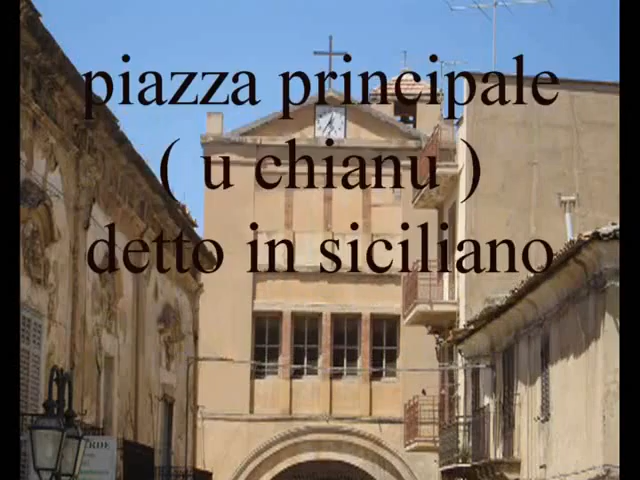 piazza principale
( u chianu )
detto in siciliano